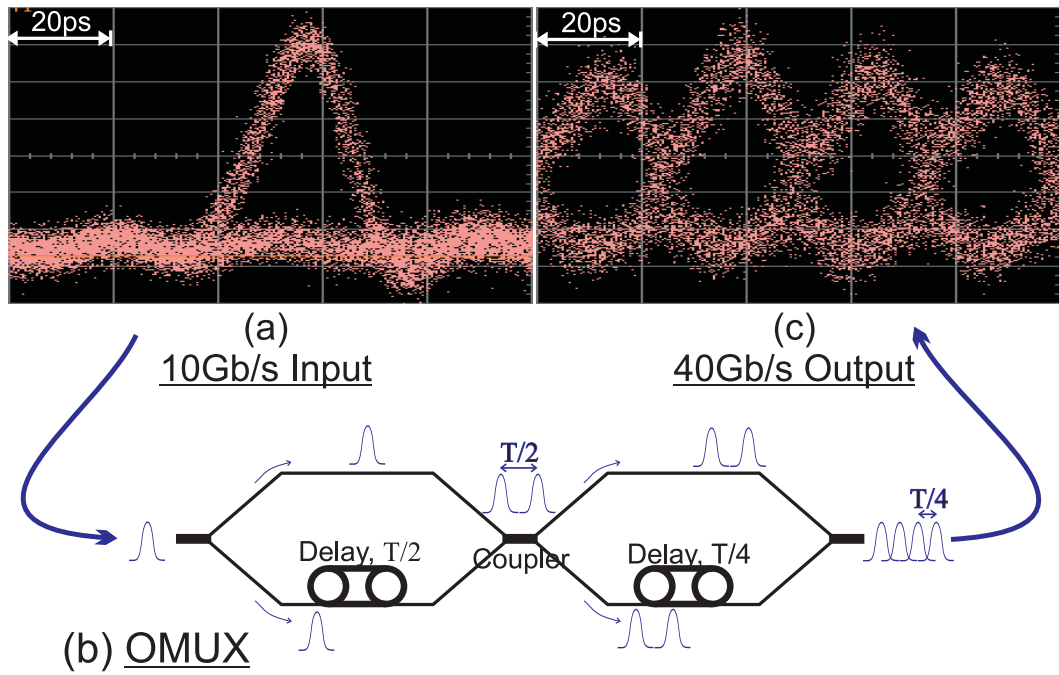 20ps
20ps
(a)
10Gb/s Input
(c)
40Gb/s Output
T/2
T/4
Delay, T/2
Coupler
Delay, T/4
(b) OMUX